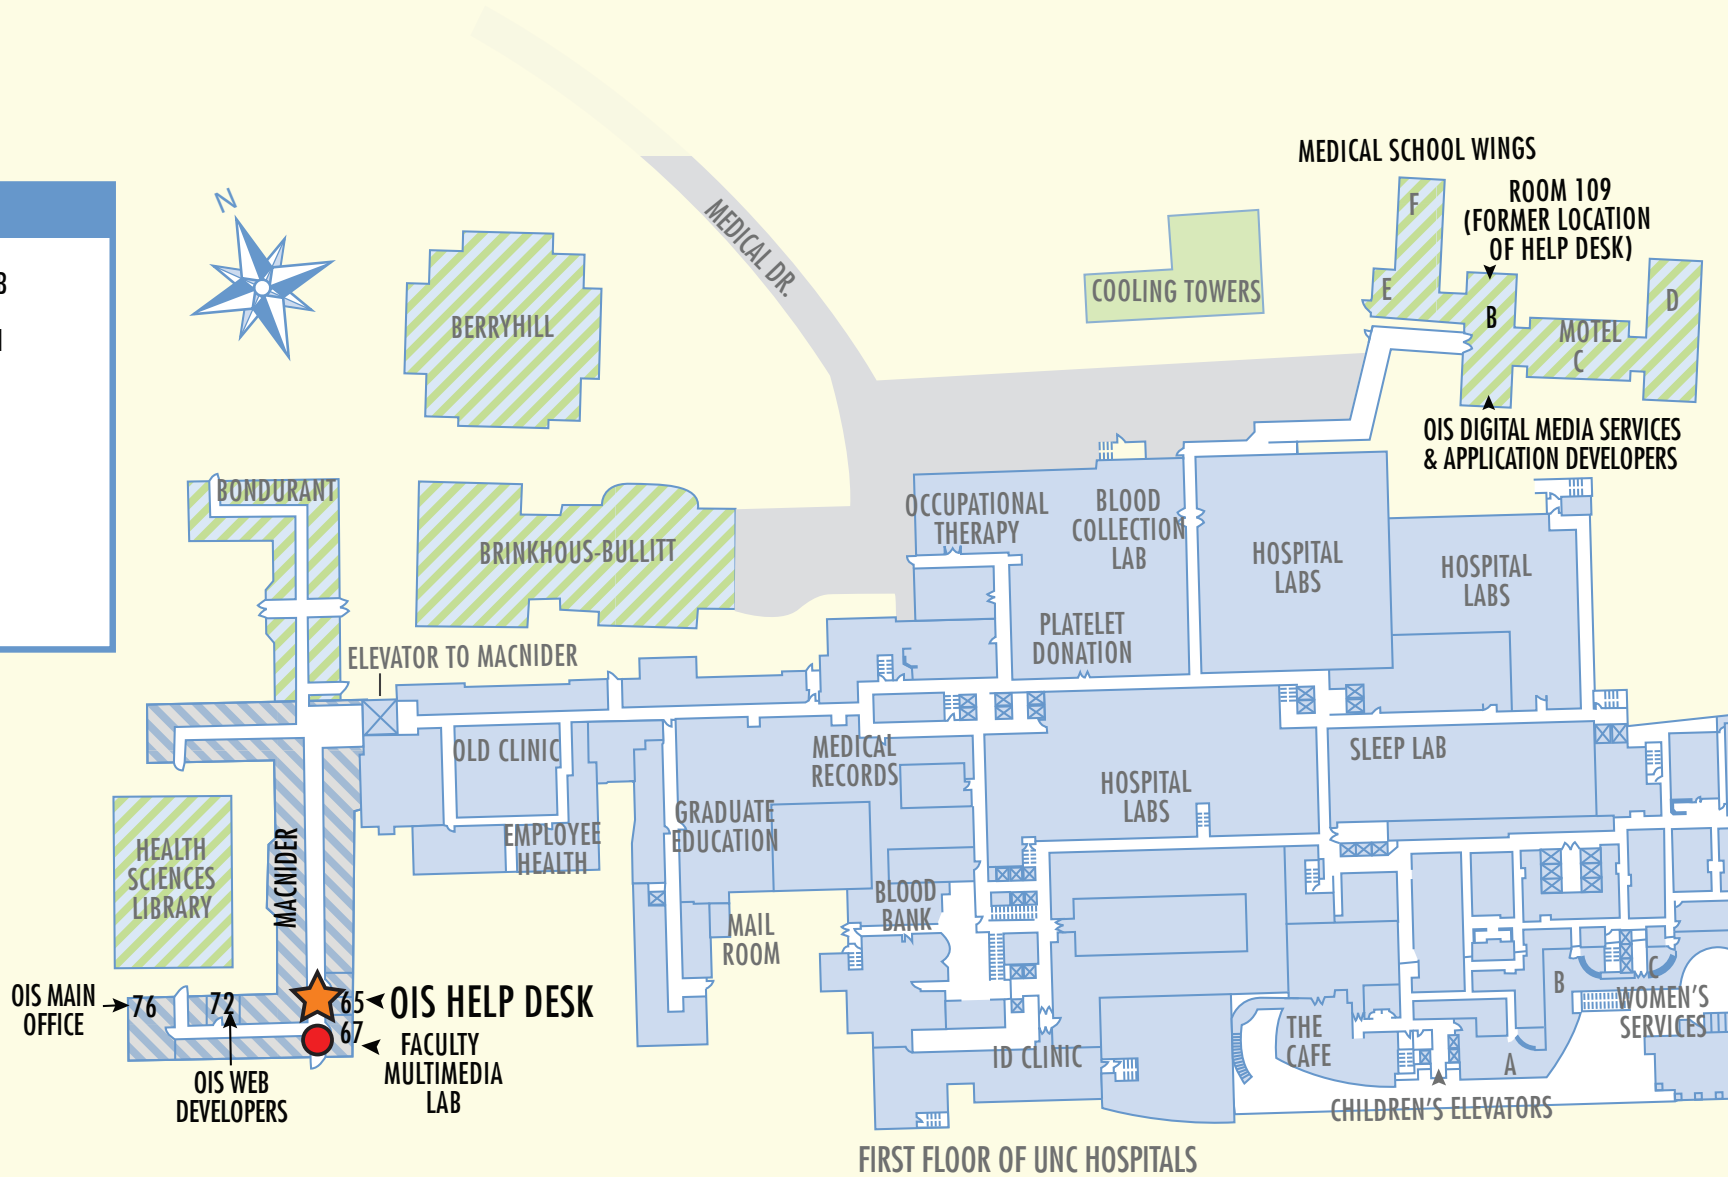 MEDICAL SCHOOL WINGS
ROOM 109
(FORMER LOCATION
OF HELP DESK)
F
E
B
MOTEL
C
D
N
MEDICAL DR.
COOLING TOWERS
BERRYHILL
OIS DIGITAL MEDIA SERVICES
& APPLICATION DEVELOPERS
BONDURANT
BRINKHOUS-BULLITT
OCCUPATIONAL
THERAPY
BLOOD
COLLECTION
LAB
HOSPITAL
LABS
HOSPITAL
LABS
PLATELET
DONATION
ELEVATOR TO MACNIDER
OLD CLINIC
MEDICAL
RECORDS
SLEEP LAB
HOSPITAL
LABS
GRADUATE
EDUCATION
EMPLOYEE
HEALTH
MACNIDER
HEALTH
SCIENCES
LIBRARY
BLOOD
BANK
MAIL
ROOM
OIS MAIN
OFFICE
76
72
65
OIS HELP DESK
67
FACULTY
MULTIMEDIA
LAB
OIS WEB
DEVELOPERS
ID CLINIC
THE
CAFE
B
C
WOMEN'S
SERVICES
A
CHILDREN'S ELEVATORS
FIRST FLOOR OF UNC HOSPITALS